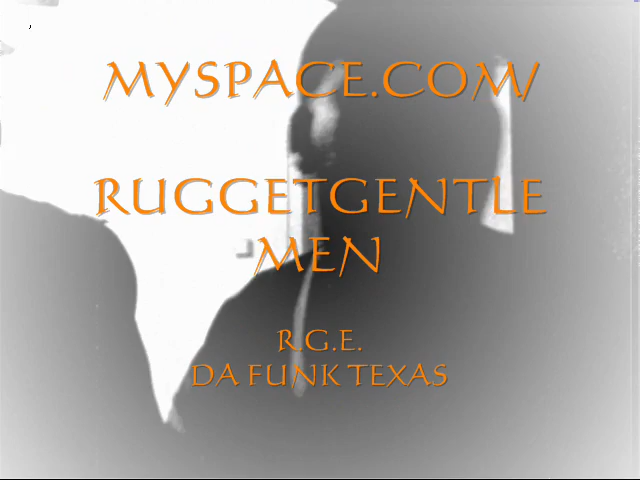 MYSPACE.COM/
RUGGETGENTLE
MEN
R.G.E.
DA FUNK TEXAS